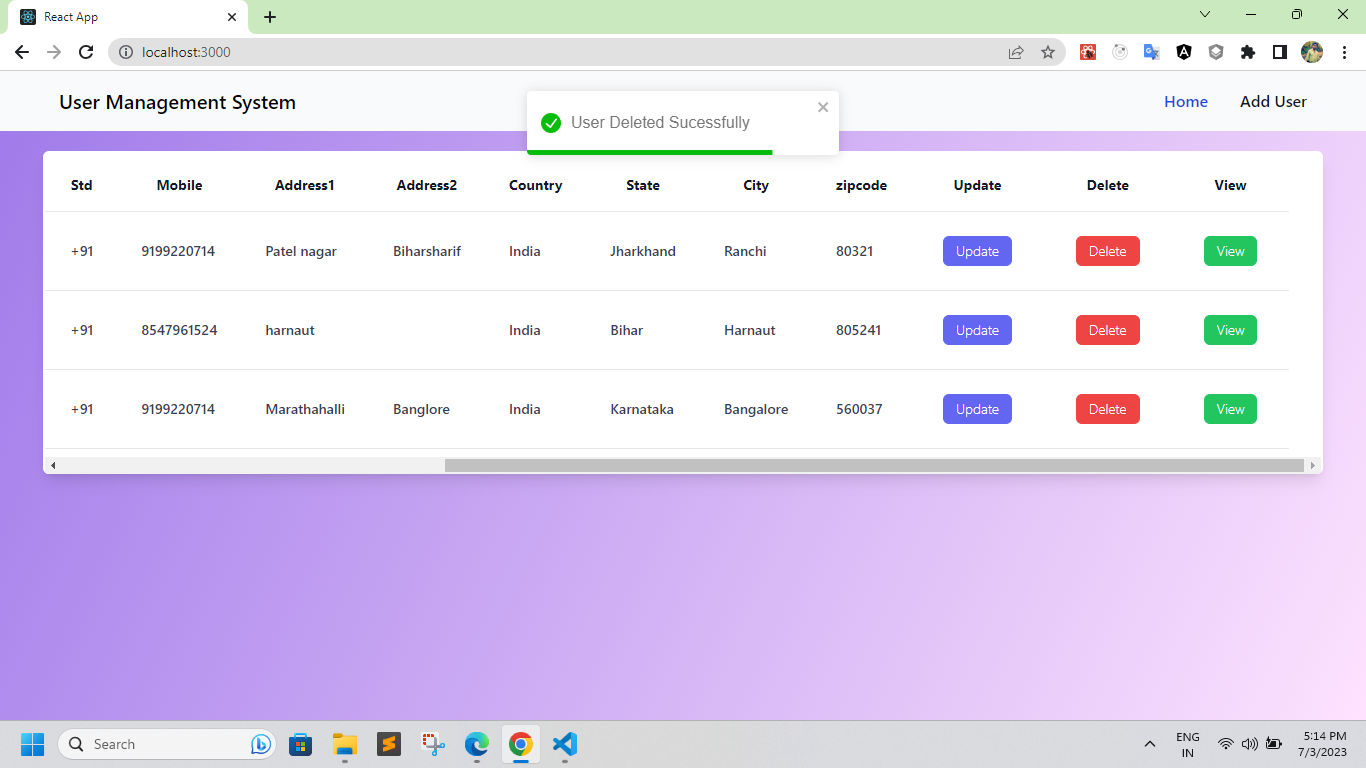 React App
localhost:3000
User Management System
Home
Add User
User Deleted Sucessfully
Std Mobile Address1 Address2 Country State City zipcode Update Delete View
+91 9199220714 Patel nagar Biharsharif India Jharkhand Ranchi 80321 Update Delete View
+91 8547961524 harnaut India Bihar Harnaut 805241 Update Delete View
+91 9199220714 Marathahalli Banglore India Karnataka Bangalore 560037 Update Delete View
Search
ENG
IN
5:14 PM
7/3/2023